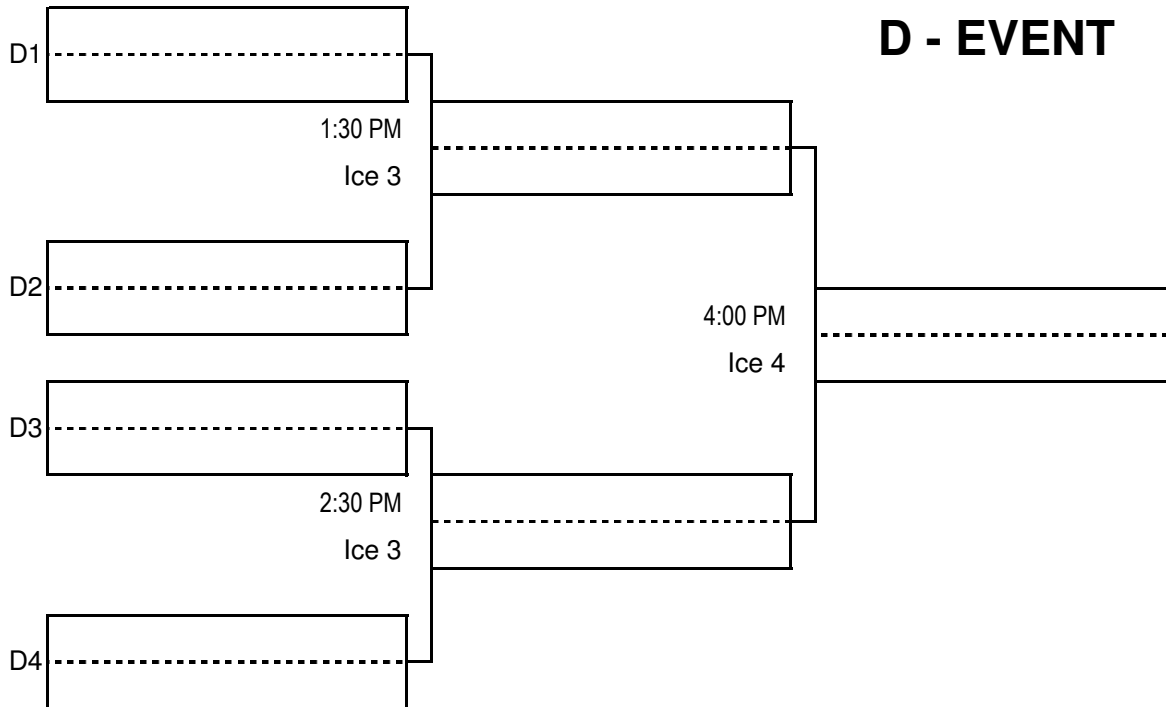 D - EVENT
D1
1:30 PM
Ice 3
D2
4:00 PM
Ice 4
D3
2:30 PM
Ice 3
D4